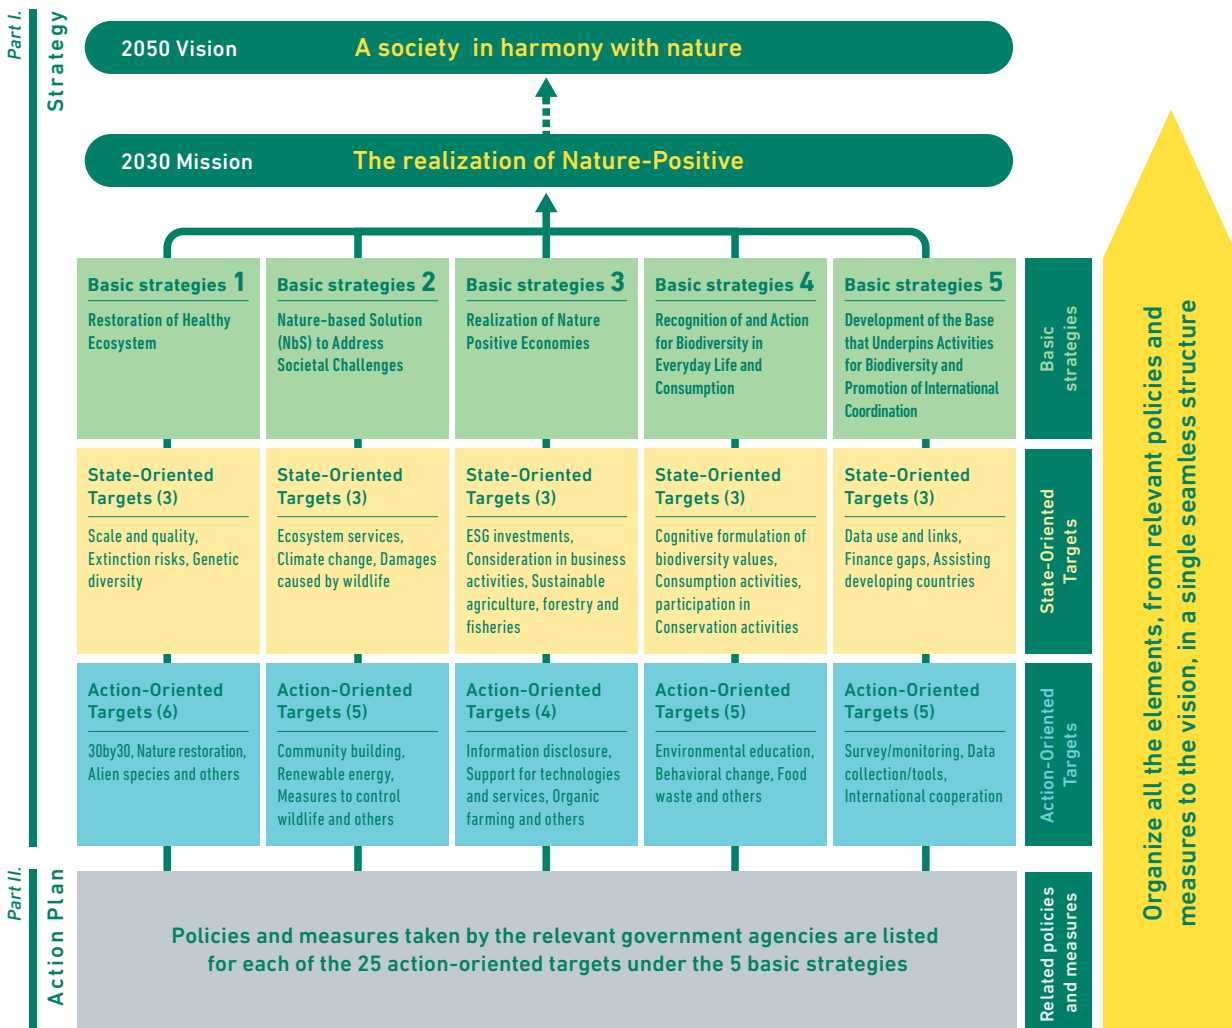 Part I.
Strategy
2050 Vision
A society in harmony with nature
2030 Mission
The realization of Nature-Positive
Basic strategies 1
Restoration of Healthy
Ecosystem
Basic strategies 2
Nature-based Solution
(NbS) to Address
Societal Challenges
Basic strategies 3
Realization of Nature
Positive Economies
Basic strategies 4
Recognition of and Action
for Biodiversity in
Everyday Life and
Consumption
Basic strategies 5
Development of the Base
that Underpins Activities
for Biodiversity and
Promotion of International
Coordination
Basic
strategies
State-Oriented
Targets (3)
Scale and quality,
Extinction risks, Genetic
diversity
State-Oriented
Targets (3)
Ecosystem services,
Climate change, Damages
caused by wildlife
State-Oriented
Targets (3)
ESG investments,
Consideration in business
activities, Sustainable
agriculture, forestry and
fisheries
State-Oriented
Targets (3)
Cognitive formulation of
biodiversity values,
Consumption activities,
participation in
Conservation activities
State-Oriented
Targets (3)
Data use and links,
Finance gaps, Assisting
developing countries
State-Oriented
Targets
Action-Oriented
Targets (6)
30by30, Nature restoration,
Alien species and others
Action-Oriented
Targets (5)
Community building,
Renewable energy,
Measures to control
wildlife and others
Action-Oriented
Targets (4)
Information disclosure,
Support for technologies
and services, Organic
farming and others
Action-Oriented
Targets (5)
Environmental education,
Behavioral change, Food
waste and others
Action-Oriented
Targets (5)
Survey/monitoring, Data
collection/tools,
International cooperation
Action-Oriented
Targets
Part II.
Action Plan
Policies and measures taken by the relevant government agencies are listed
for each of the 25 action-oriented targets under the 5 basic strategies
Related policies
and measures
Organize all the elements, from relevant policies and
measures to the vision, in a single seamless structure